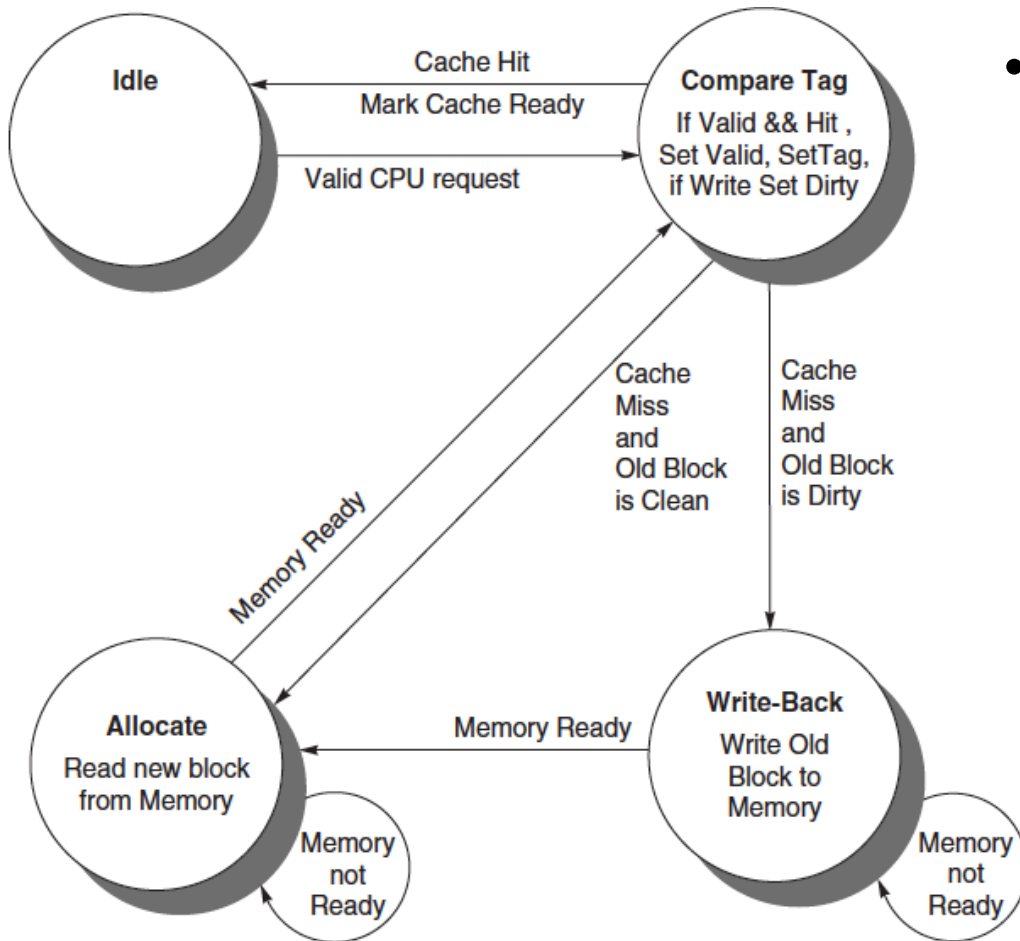 Idle
Cache Hit
Mark Cache Ready
Valid CPU request
Compare Tag
If Valid && Hit ,
Set Valid, SetTag,
if Write Set Dirty
•
Cache
Miss
and
Old Block
is Clean
Cache
Miss
and
Old Block
is Dirty
Memory Ready
Allocate
Read new block
from Memory
Memory
not
Ready
Memory Ready
Write-Back
Write Old
Block to
Memory
Memory
not
Ready